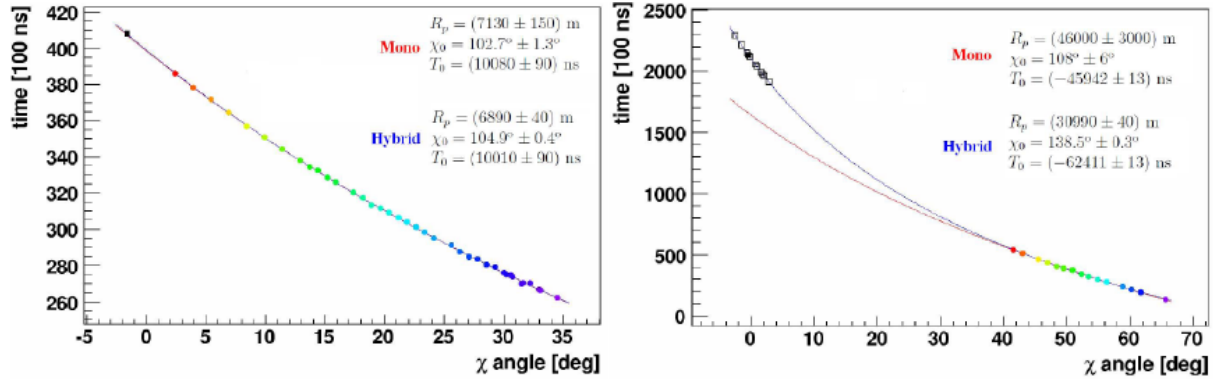 time [100 ns]
420
400
380
360
340
320
300
280
260
-5 0 5 10 15 20 25 30 35
χ angle [deg]
Mono
R_p = (7130 ± 150) m
χ_0 = 102.7° ± 1.3°
T_0 = (10080 ± 90) ns
Hybrid
R_p = (6890 ± 40) m
χ_0 = 104.9° ± 0.4°
T_0 = (10010 ± 90) ns
time [100 ns]
2500
2000
1500
1000
500
0
0 10 20 30 40 50 60 70
χ angle [deg]
Mono
R_p = (46000 ± 3000) m
χ_0 = 108° ± 6°
T_0 = (−45942 ± 13) ns
Hybrid
R_p = (30990 ± 40) m
χ_0 = 138.5° ± 0.3°
T_0 = (−62411 ± 13) ns